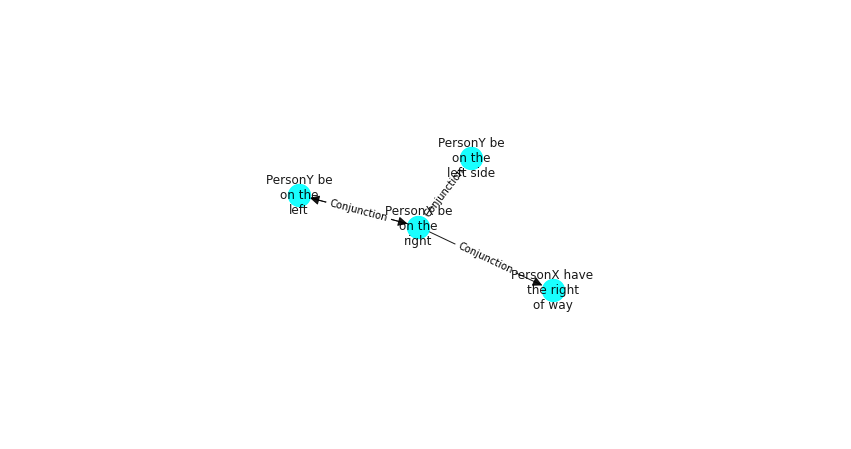 PersonY be
on the
left side
Conjunction
PersonY be
on the
left
Conjunction
PersonY be
on the
right
Conjunction
PersonX have
the right
of way